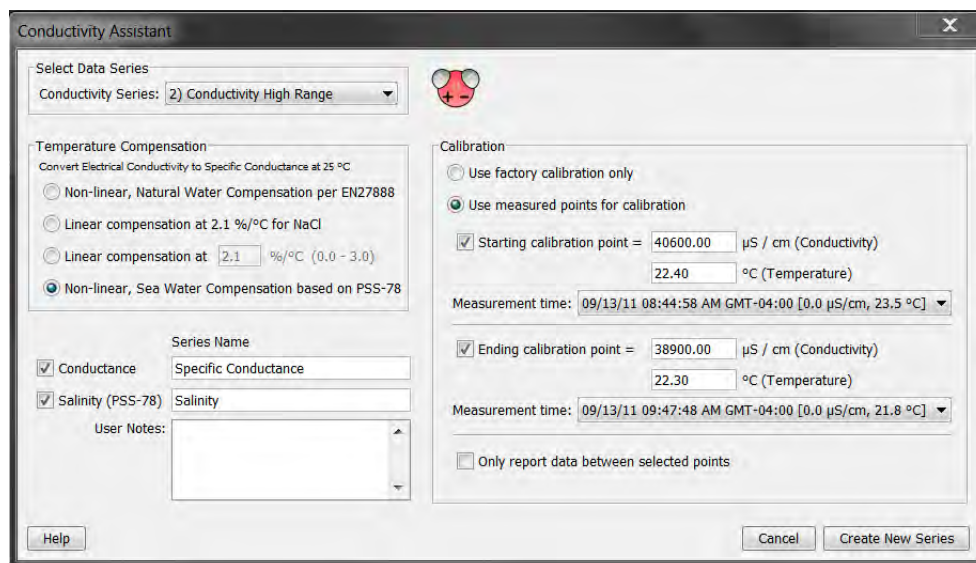 Conductivity Assistant
X
Select Data Series
Conductivity Series: 2) Conductivity High Range
+ -
Temperature Compensation
Convert Electrical Conductivity to Specific Conductance at 25 ºC
Non-linear, Natural Water Compensation per EN27888
Linear compensation at 2.1 %/ºC for NaCl
Linear compensation at 2.1 %/ºC (0.0 - 3.0)
Non-linear, Sea Water Compensation based on PSS-78
Series Name
Conductance Specific Conductance
Salinity (PSS-78) Salinity
User Notes:
Calibration
Use factory calibration only
Use measured points for calibration
Starting calibration point = 40600.00 µS / cm (Conductivity)
22.40 ºC (Temperature)
Measurement time: 09/13/11 08:44:58 AM GMT-04:00 [0.0 µS/cm, 23.5 ºC]
Ending calibration point = 38900.00 µS / cm (Conductivity)
22.30 ºC (Temperature)
Measurement time: 09/13/11 09:47:48 AM GMT-04:00 [0.0 µS/cm, 21.8 ºC]
Only report data between selected points
Help Cancel Create New Series